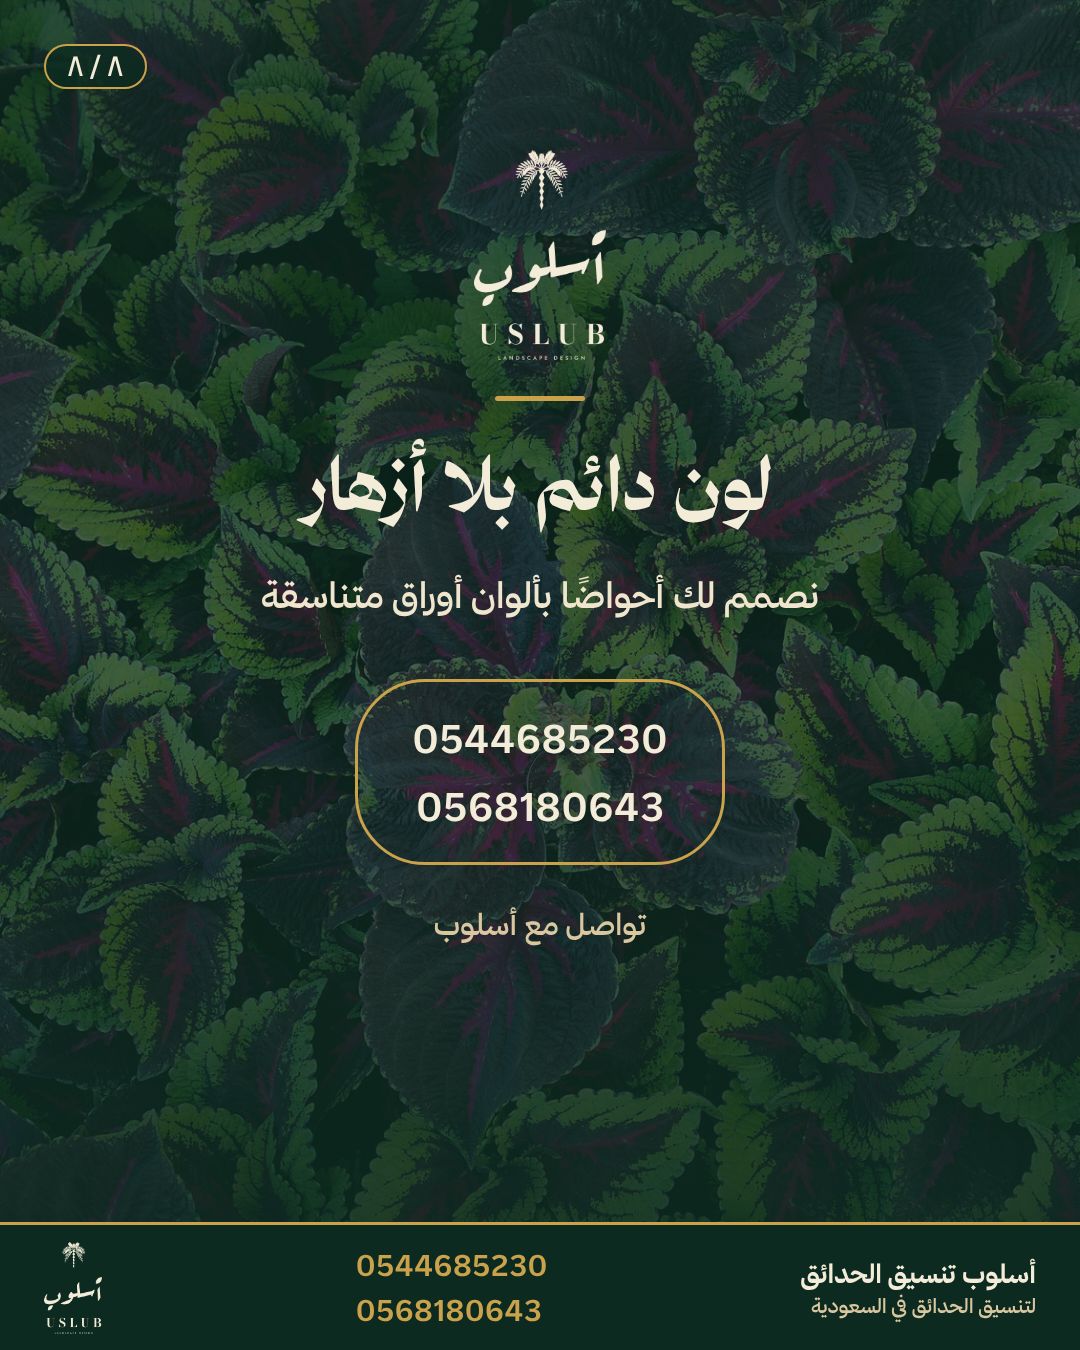 ٨/٨
أسلوب
USLUB
LANDSCAPE DESIGN
لون دائم بلا أزهار
نصمم لك أحواضًا بألوان أوراق متناسقة
0544685230
0568180643
تواصل مع أسلوب
أسلوب تنسيق الحدائق
لتنسيق الحدائق في السعودية
0544685230
0568180643
أسلوب
USLUB